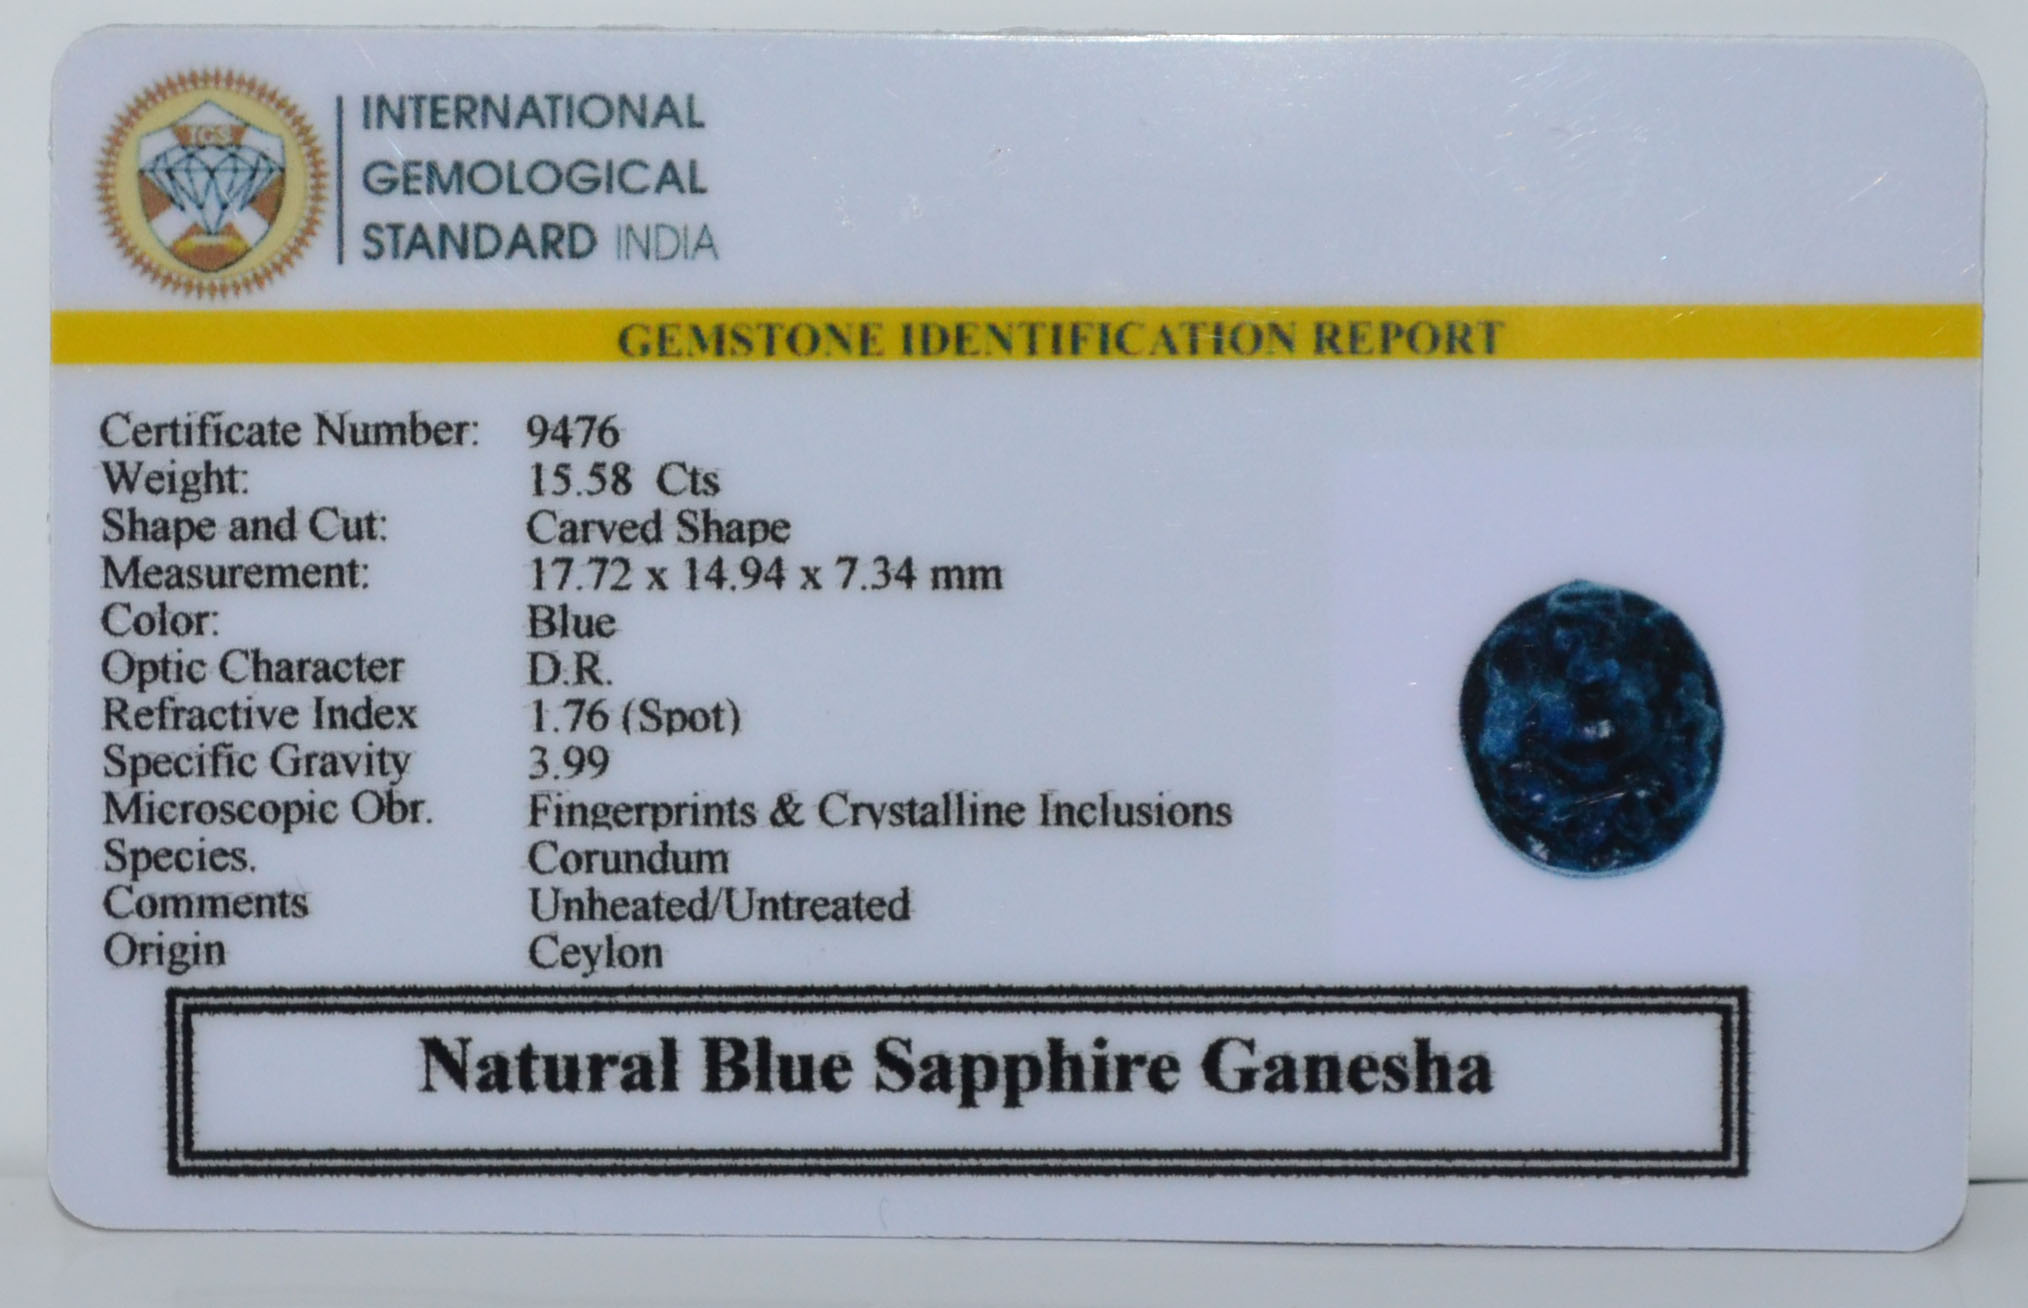 IGS
INTERNATIONAL
GEMOLOGICAL
STANDARD INDIA
GEMSTONE IDENTIFICATION REPORT
Certificate Number: 9476
Weight: 15.58 Cts
Shape and Cut: Carved Shape
Measurement: 17.72 x 14.94 x 7.34 mm
Color: Blue
Optic Character D.R.
Refractive Index 1.76 (Spot)
Specific Gravity 3.99
Microscopic Obr. Fingerprints & Crystalline Inclusions
Species. Corundum
Comments Unheated/Untreated
Origin Ceylon
Natural Blue Sapphire Ganesha